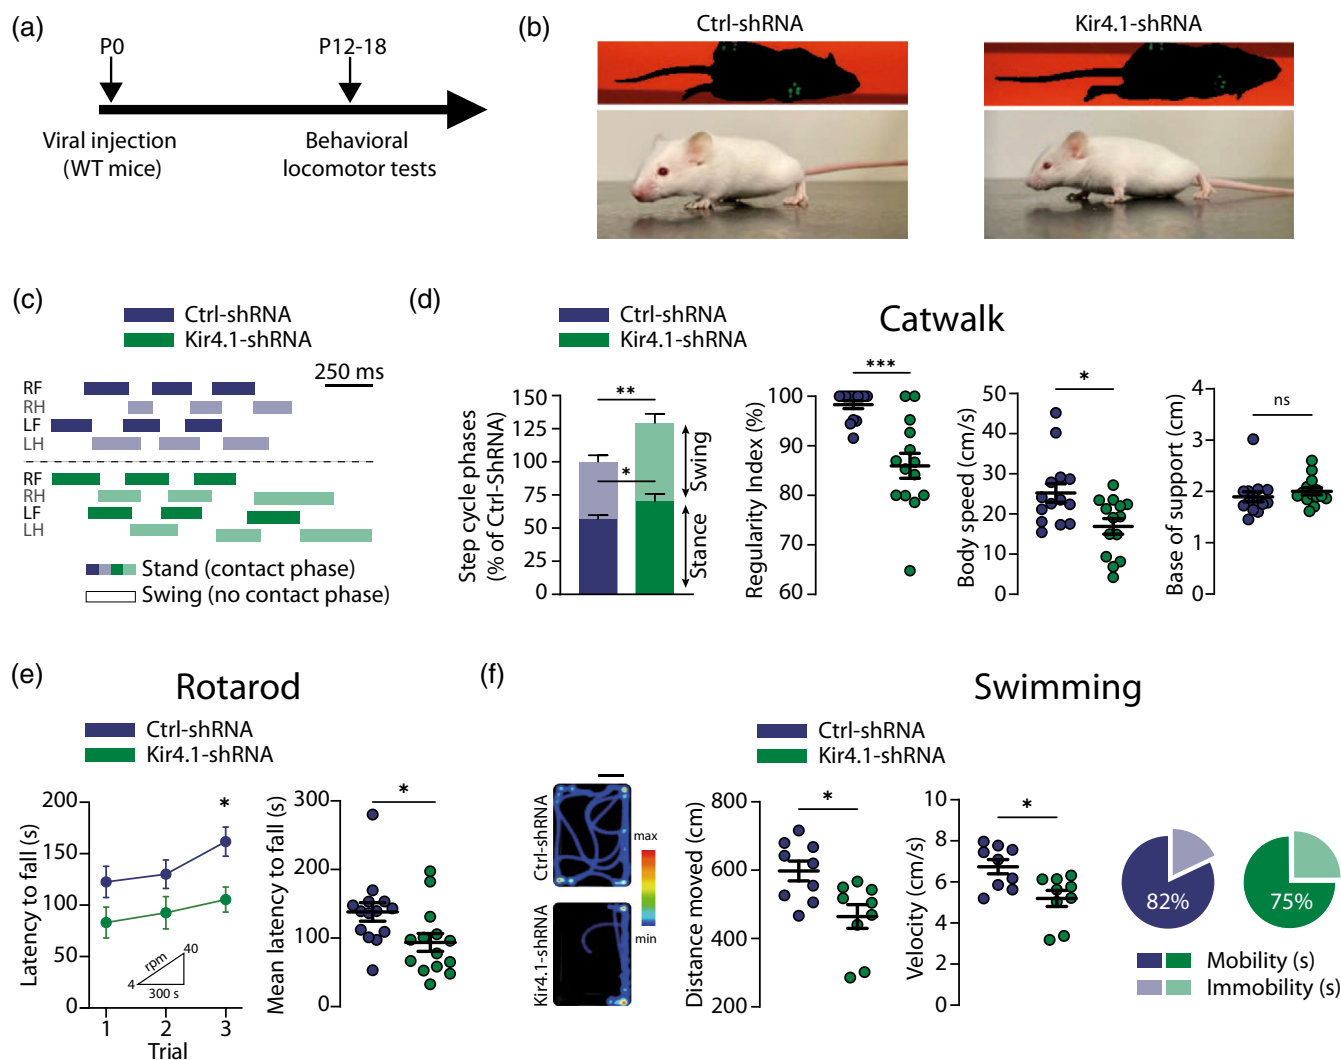 (a)
P0
P12-18
Viral injection
(WT mice)
Behavioral
locomotor tests
(b)
Ctrl-shRNA
Kir4.1-shRNA
(c)
Ctrl-shRNA
Kir4.1-shRNA
250 ms
RF
RH
LF
LH
RF
RH
LF
LH
Stand (contact phase)
Swing (no contact phase)
(d)
Ctrl-shRNA
Kir4.1-shRNA
Catwalk
Step cycle phases
(% of Ctrl-shRNA)
150
125
100
75
50
25
0
**
*
Swing
Stance
Regularity Index (%)
100
90
80
70
60
***
Body speed (cm/s)
50
40
30
20
10
0
*
Base of support (cm)
4
3
2
1
0
ns
(e)
Rotarod
Ctrl-shRNA
Kir4.1-shRNA
Latency to fall (s)
200
150
100
50
0
*
rpm
4
40
300 s
1
2
3
Trial
Mean latency to fall (s)
300
200
100
0
*
(f)
Swimming
Ctrl-shRNA
Kir4.1-shRNA
Ctrl-shRNA
Kir4.1-shRNA
max
min
Distance moved (cm)
800
600
400
200
*
Velocity (cm/s)
10
8
6
4
2
0
*
82%
75%
Mobility (s)
Immobility (s)